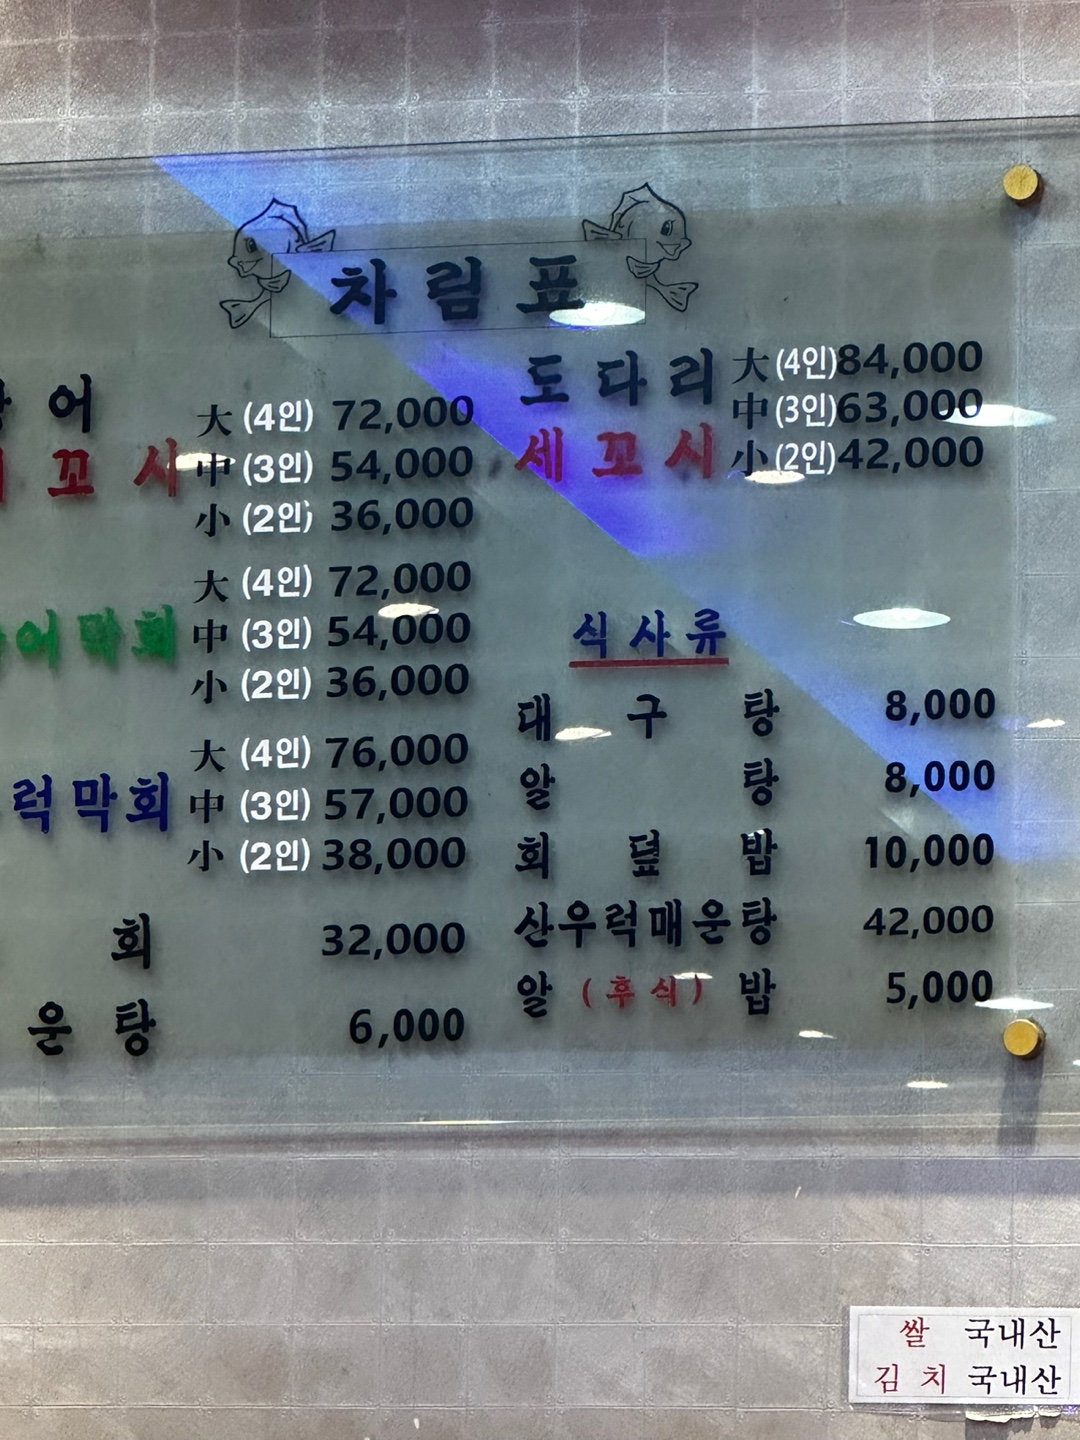 차림표
어
꼬시
大 (4인) 72,000
中 (3인) 54,000
小 (2인) 36,000
어막회
大 (4인) 72,000
中 (3인) 54,000
小 (2인) 36,000
럭막회
大 (4인) 76,000
中 (3인) 57,000
小 (2인) 38,000
회 32,000
운탕 6,000
도다리
세꼬시
大 (4인) 84,000
中 (3인) 63,000
小 (2인) 42,000
식사류
대구탕 8,000
알탕 8,000
회덮밥 10,000
산우럭매운탕 42,000
알(후식)밥 5,000
쌀 국내산
김치 국내산